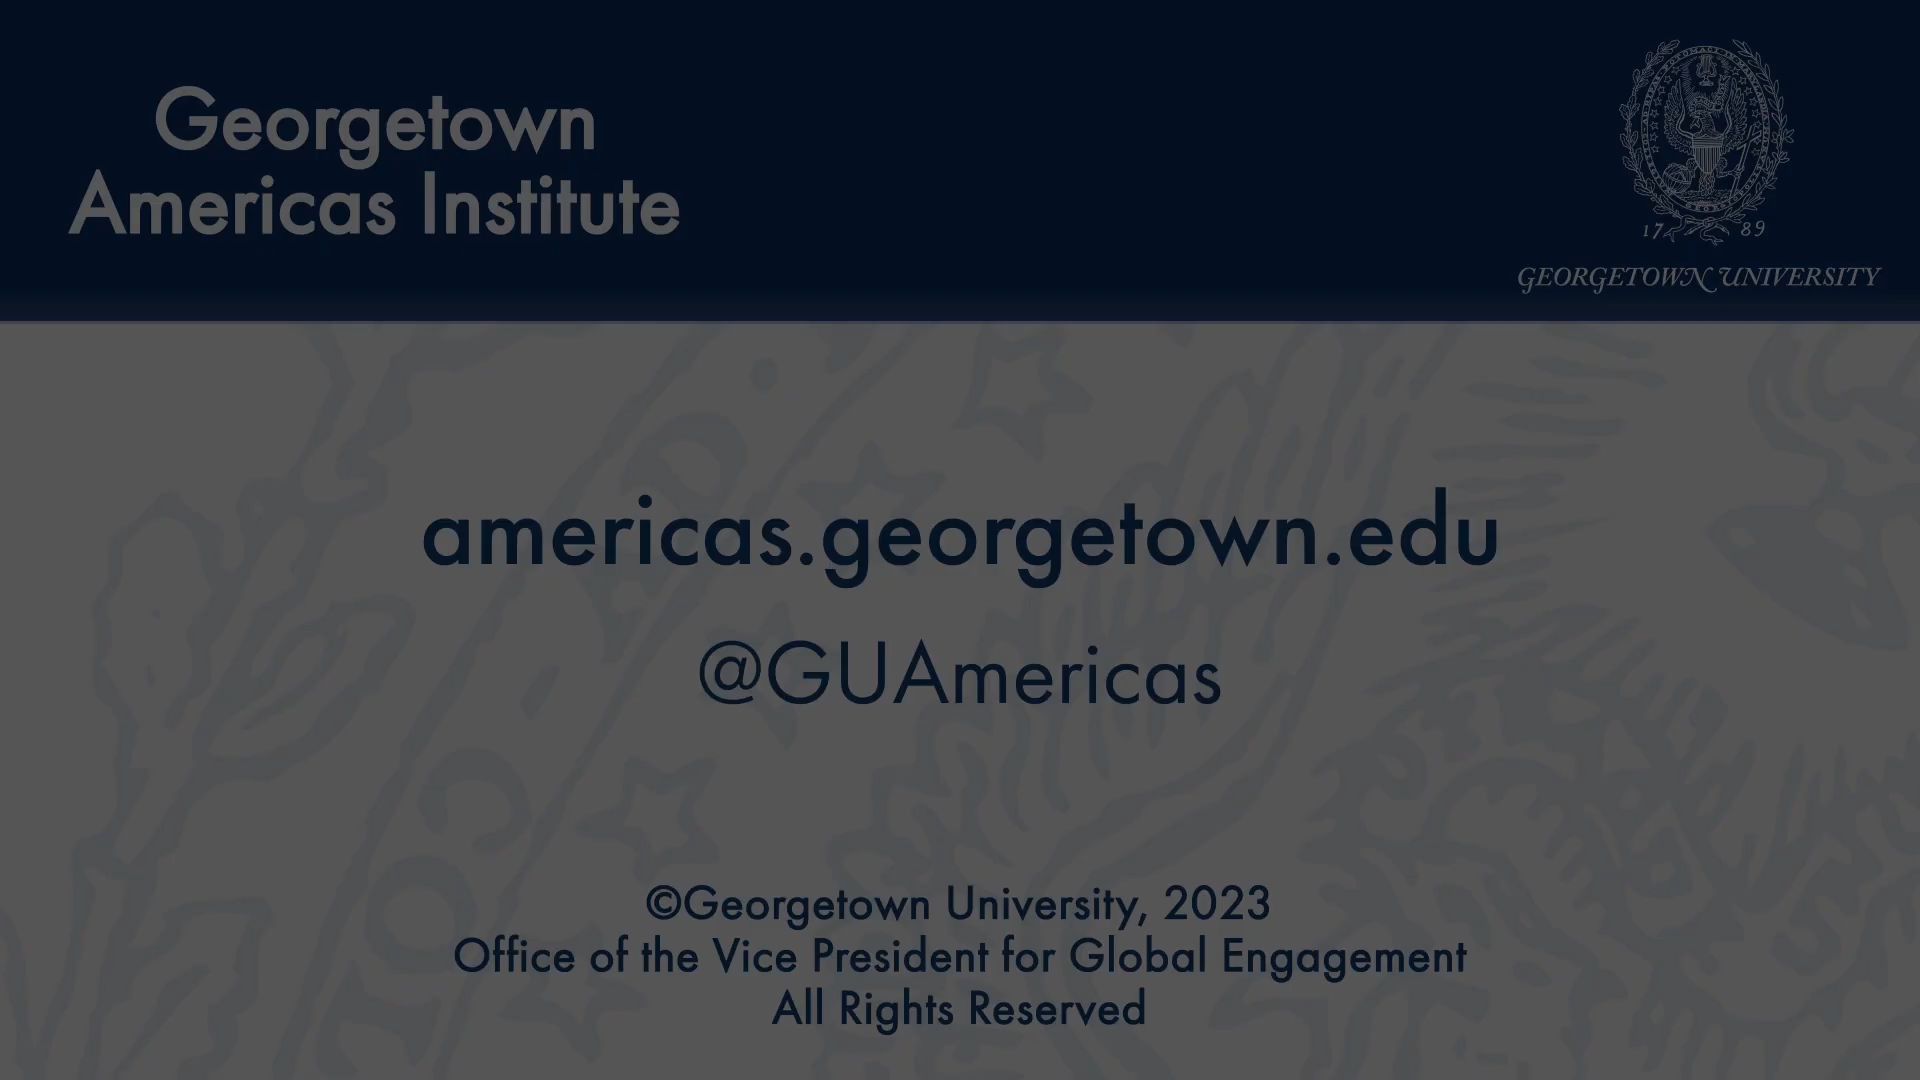 Georgetown
Americas Institute
17 89
GEORGETOWN UNIVERSITY
americas.georgetown.edu
@GUAmericas
©Georgetown University, 2023
Office of the Vice President for Global Engagement
All Rights Reserved